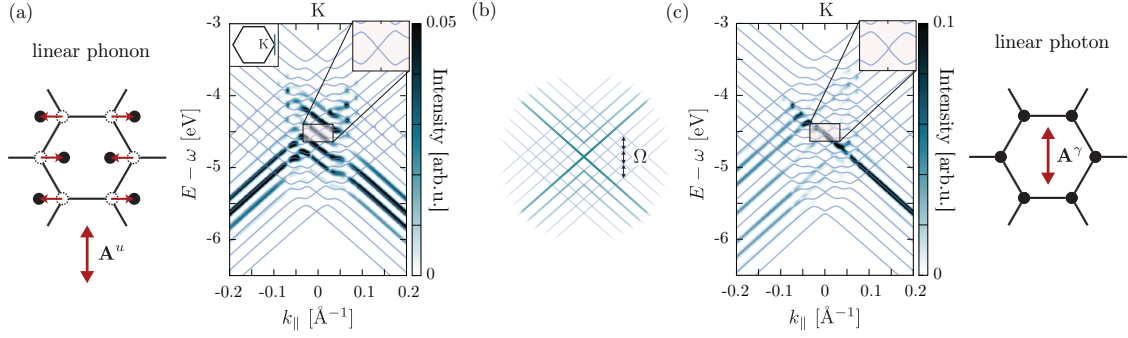 (a)
linear phonon
A^u
K
K
-3
-4
-5
-6
E − ω [eV]
-0.2
-0.1
0
0.1
0.2
k∥ [Å⁻¹]
0.05
0
Intensity [arb.u.]
(b)
Ω
(c)
K
-3
-4
-5
-6
E − ω [eV]
-0.2
-0.1
0
0.1
0.2
k∥ [Å⁻¹]
0.1
0
Intensity [arb.u.]
linear photon
A^γ